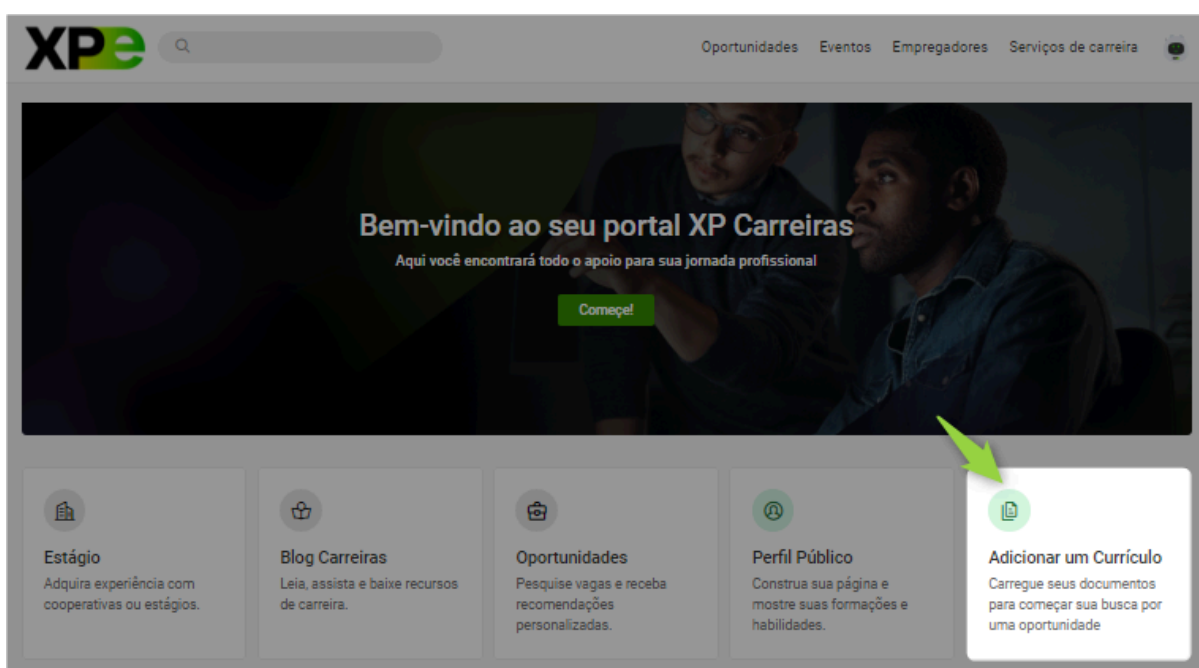 XPe
Oportunidades Eventos Empregadores Serviços de carreira
Bem-vindo ao seu portal XP Carreiras
Aqui você encontrará todo o apoio para sua jornada profissional
Começe!
Estágio
Adquira experiência com
cooperativas ou estágios.
Blog Carreiras
Leia, assista e baixe recursos
de carreira.
Oportunidades
Pesquise vagas e receba
recomendações
personalizadas.
Perfil Público
Construa sua página e
mostre suas formações e
habilidades.
Adicionar um Currículo
Carregue seus documentos
para começar sua busca por
uma oportunidade